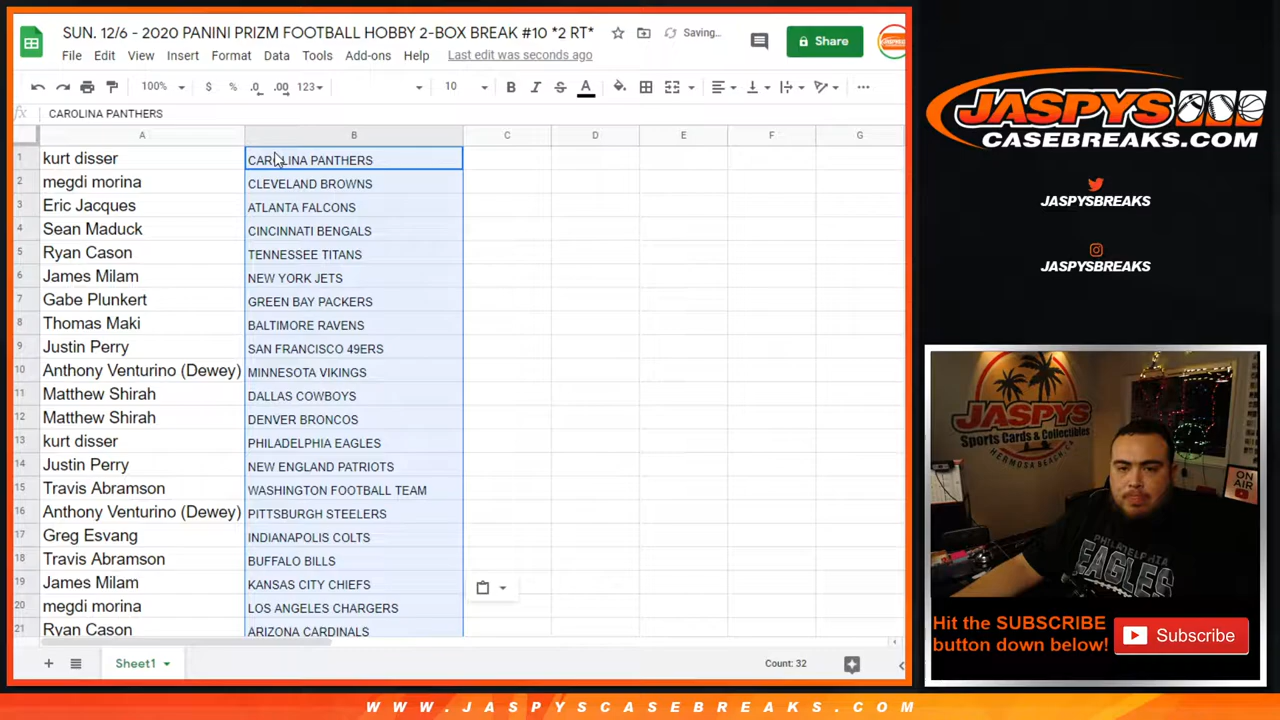 SUN. 12/6 - 2020 PANINI PRIZM FOOTBALL HOBBY 2-BOX BREAK #10 *2 RT*
Saving...
Share
File Edit View Insert Format Data Tools Add-ons Help Last edit was seconds ago
100% $ % .0 .00 123 10 B I S A
fx CAROLINA PANTHERS
A B C D E F G
1 kurt disser CAROLINA PANTHERS
2 megdi morina CLEVELAND BROWNS
3 Eric Jacques ATLANTA FALCONS
4 Sean Maduck CINCINNATI BENGALS
5 Ryan Cason TENNESSEE TITANS
6 James Milam NEW YORK JETS
7 Gabe Plunkert GREEN BAY PACKERS
8 Thomas Maki BALTIMORE RAVENS
9 Justin Perry SAN FRANCISCO 49ERS
10 Anthony Venturino (Dewey) MINNESOTA VIKINGS
11 Matthew Shirah DALLAS COWBOYS
12 Matthew Shirah DENVER BRONCOS
13 kurt disser PHILADELPHIA EAGLES
14 Justin Perry NEW ENGLAND PATRIOTS
15 Travis Abramson WASHINGTON FOOTBALL TEAM
16 Anthony Venturino (Dewey) PITTSBURGH STEELERS
17 Greg Esvang INDIANAPOLIS COLTS
18 Travis Abramson BUFFALO BILLS
19 James Milam KANSAS CITY CHIEFS
20 megdi morina LOS ANGELES CHARGERS
21 Ryan Cason ARIZONA CARDINALS
Sheet1
Count: 32
JASPYS
CASEBREAKS.COM
JASPYSBREAKS
JASPYSBREAKS
JASPYS
Sports Cards & Collectibles
HERMOSA BEACH, CA
ON AIR
PHILADELPHIA
EAGLES
Hit the SUBSCRIBE
button down below!
Subscribe
WWW.JASPYSCASEBREAKS.COM